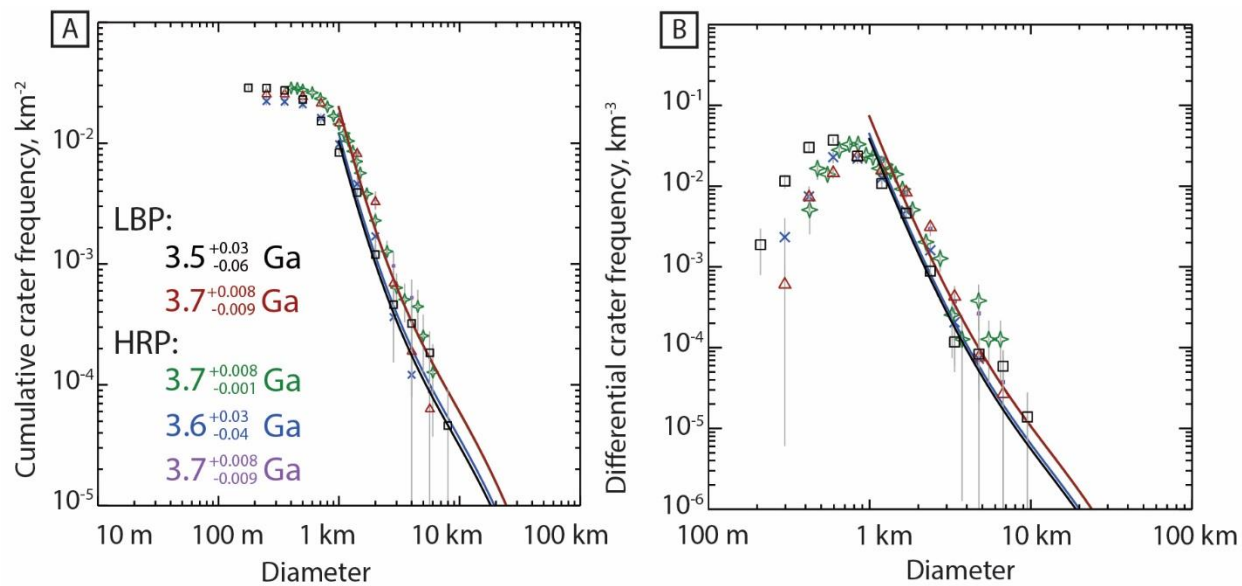 A
Cumulative crater frequency, km⁻²
10⁻²
10⁻³
10⁻⁴
10⁻⁵
LBP:
3.5 +0.03 -0.06 Ga
3.7 +0.008 -0.009 Ga
HRP:
3.7 +0.008 -0.001 Ga
3.6 +0.03 -0.04 Ga
3.7 +0.008 -0.009 Ga
10 m 100 m 1 km 10 km 100 km
Diameter
B
Differential crater frequency, km⁻³
10⁻¹
10⁻²
10⁻³
10⁻⁴
10⁻⁵
10⁻⁶
100 m 1 km 10 km 100 km
Diameter